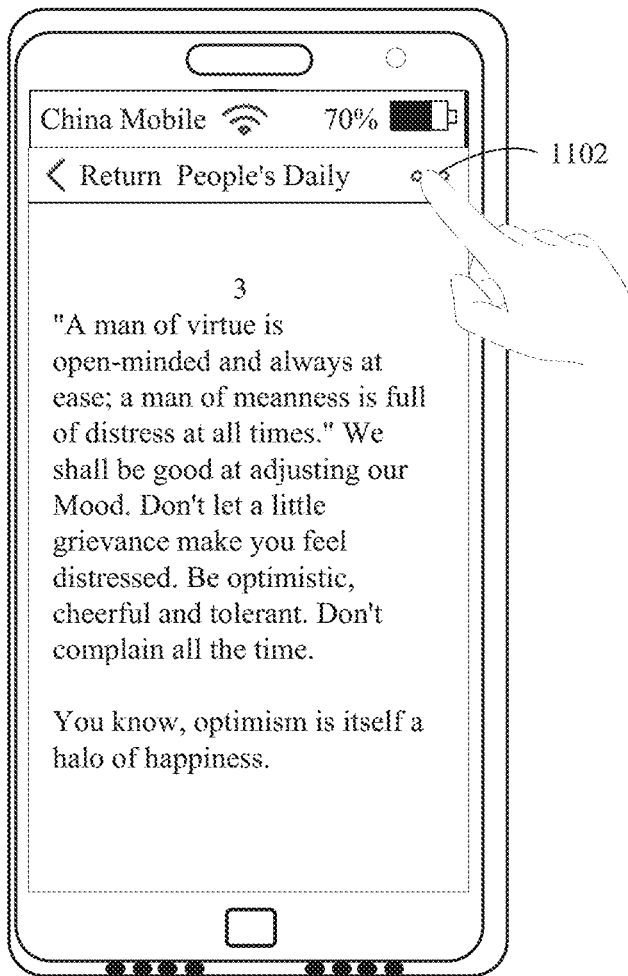 China Mobile 70%
Return People's Daily
1102
3
"A man of virtue is
open-minded and always at
ease; a man of meanness is full
of distress at all times." We
shall be good at adjusting our
Mood. Don't let a little
grievance make you feel
distressed. Be optimistic,
cheerful and tolerant. Don't
complain all the time.
You know, optimism is itself a
halo of happiness.